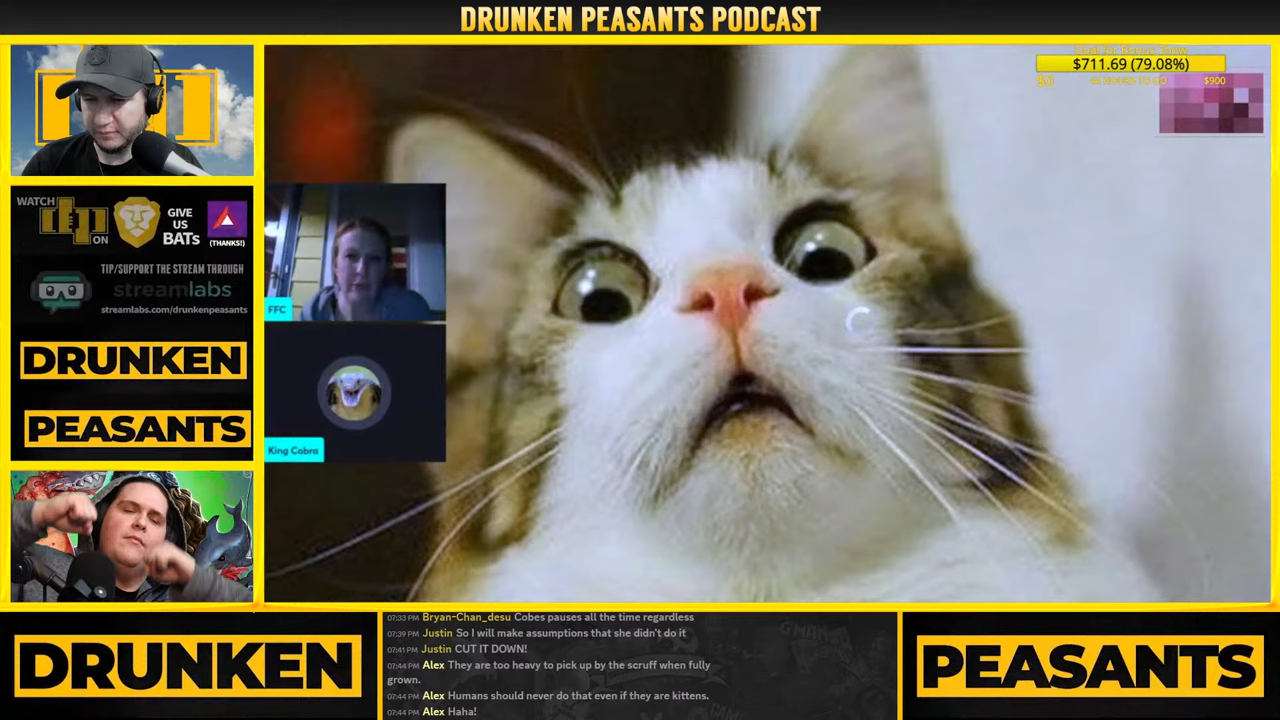 DRUNKEN PEASANTS PODCAST
Goal for Bonus Show
$711.69 (79.08%)
$0
$900
WATCH
ON
GIVE
US
BATs
(THANKS!)
TIP/SUPPORT THE STREAM THROUGH
streamlabs
streamlabs.com/drunkenpeasants
DRUNKEN
PEASANTS
FFC
King Cobra
07:33 PM Bryan-Chan_desu Cobes pauses all the time regardless
07:39 PM Justin So I will make assumptions that she didn't do it
07:41 PM Justin CUT IT DOWN!
07:44 PM Alex They are too heavy to pick up by the scruff when fully
grown.
07:44 PM Alex Humans should never do that even if they are kittens.
07:44 PM Alex Haha!
DRUNKEN
PEASANTS